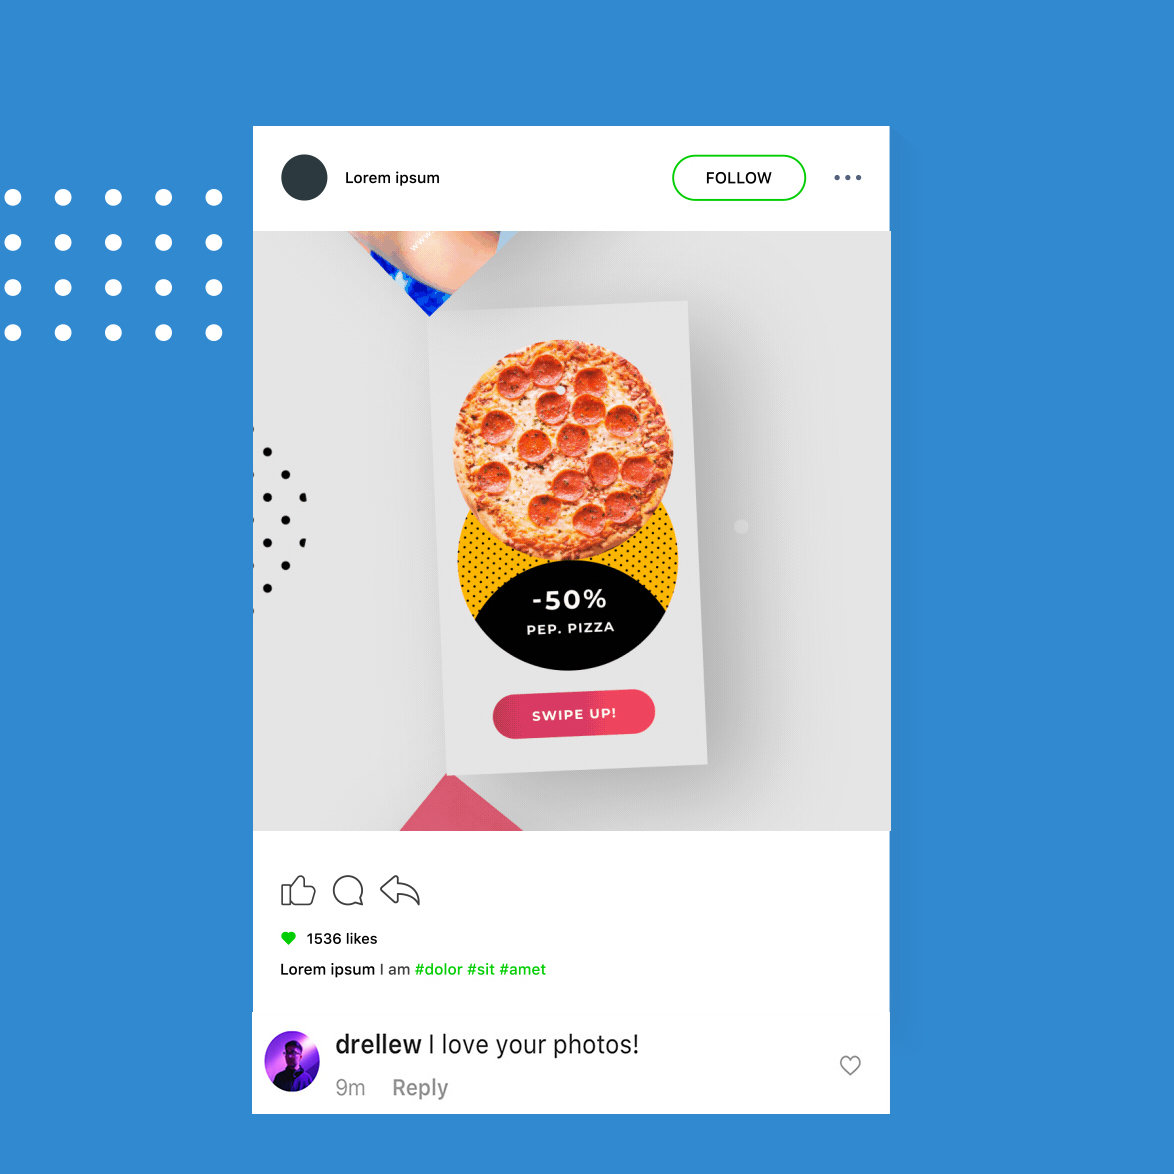 Lorem ipsum
FOLLOW
-50%
PEP. PIZZA
SWIPE UP!
1536 likes
Lorem ipsum I am #dolor #sit #amet
drellew I love your photos!
9m Reply